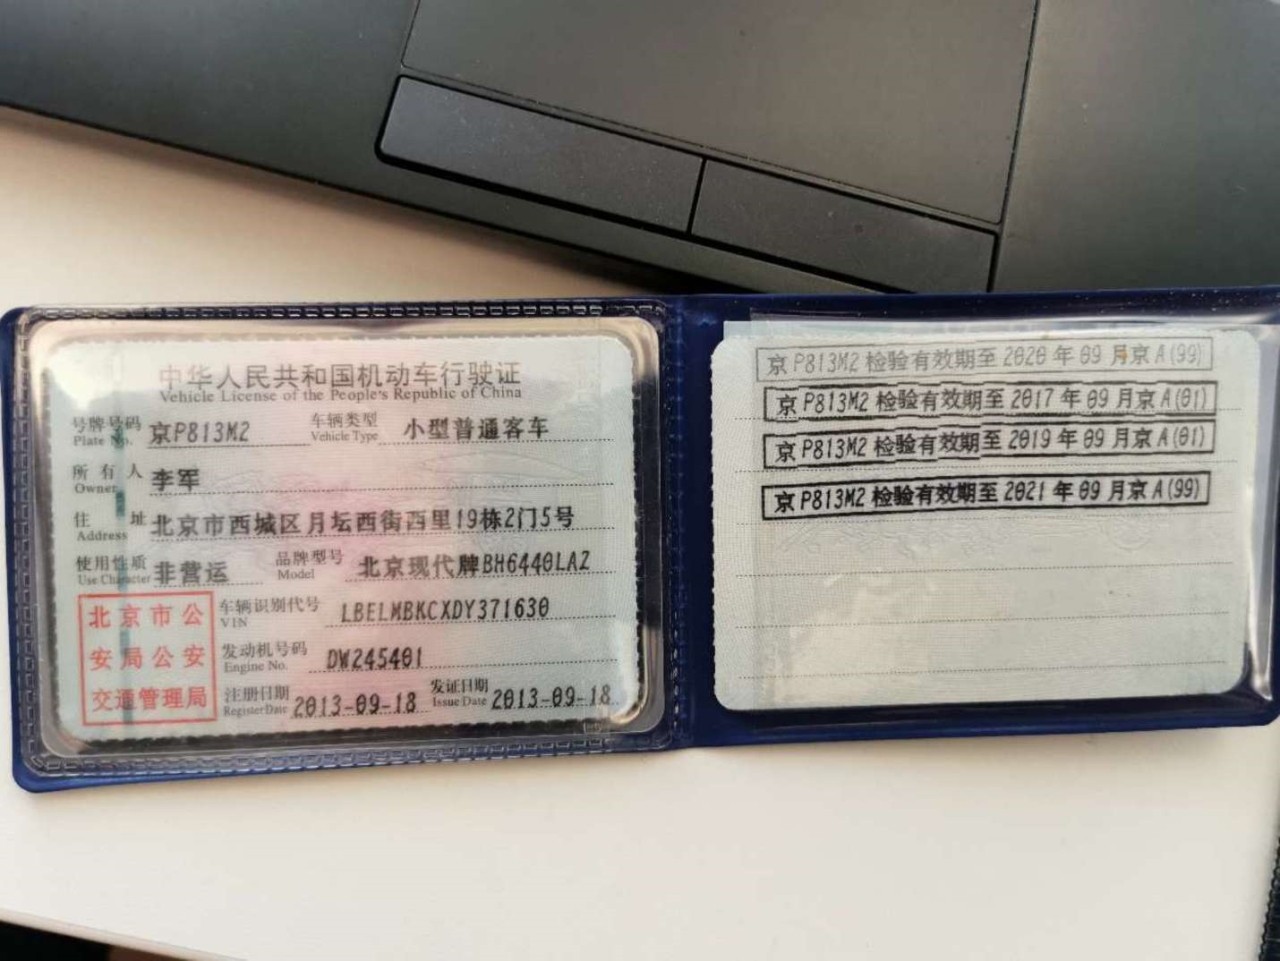 中华人民共和国机动车行驶证
Vehicle License of the People's Republic of China
号牌号码 京P813M2 车辆类型 小型普通客车
Plate No. Vehicle Type
所有人 李军
Owner
住址 北京市西城区月坛西街西里19栋2门5号
Address
使用性质 非营运 品牌型号 北京现代牌BH6440LAZ
Use Character Model
车辆识别代号 LBELMBKCXDY371630
VIN
发动机号码 DW245401
Engine No.
注册日期 2013-09-18 发证日期 2013-09-18
Register Date Issue Date
北京市公
安局公安
交通管理局
京P813M2 检验有效期至 2020 年 09 月京 A(99)
京P813M2 检验有效期至 2017 年 09 月京 A(01)
京P813M2 检验有效期至 2019 年 09 月京 A(01)
京P813M2 检验有效期至 2021 年 09 月京 A(99)